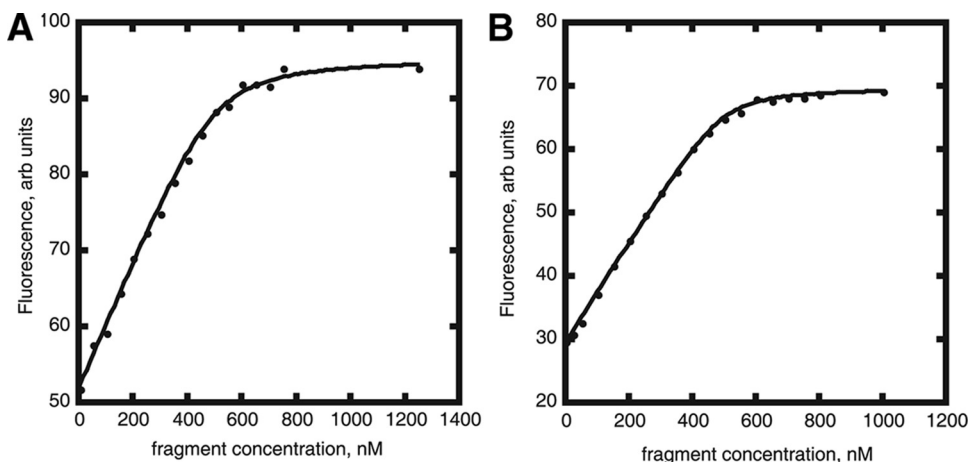 A
Fluorescence, arb units
100
90
80
70
60
50
0 200 400 600 800 1000 1200 1400
fragment concentration, nM
B
Fluorescence, arb units
80
70
60
50
40
30
20
0 200 400 600 800 1000 1200
fragment concentration, nM